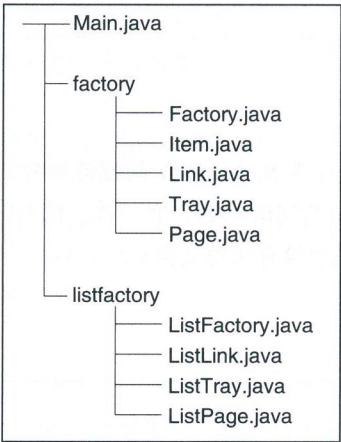 Main.java
factory
Factory.java
Item.java
Link.java
Tray.java
Page.java
listfactory
ListFactory.java
ListLink.java
ListTray.java
ListPage.java